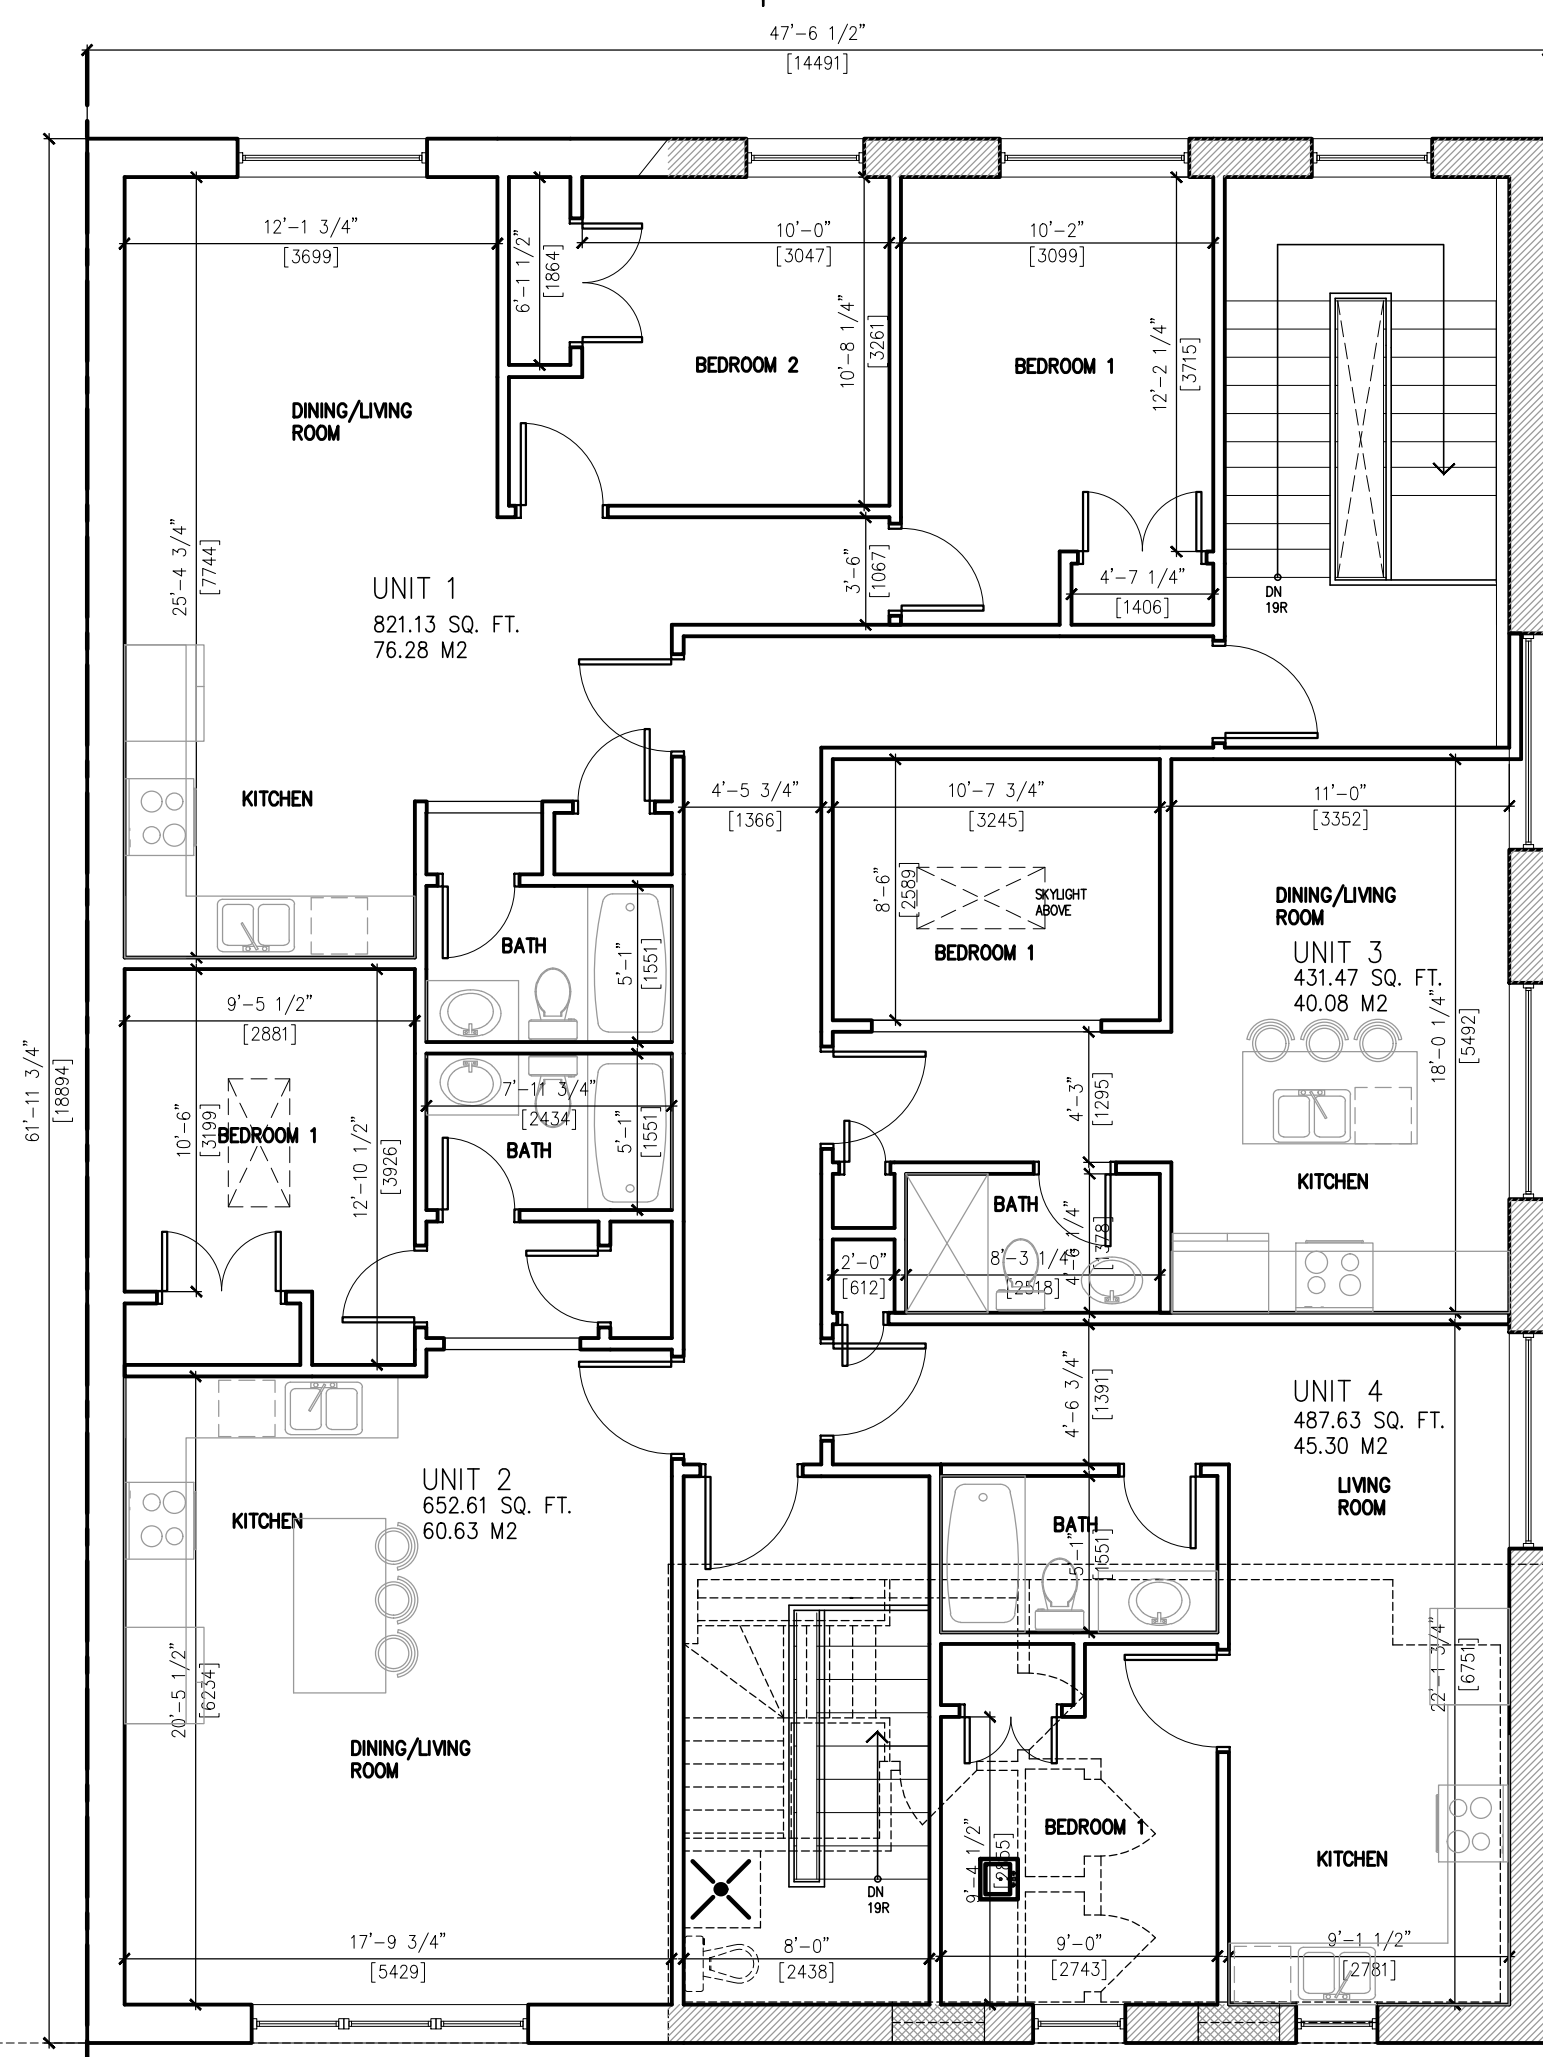 47'-6 1/2"
[14491]
12'-1 3/4"
[3699]
6'-1 1/2"
[1864]
10'-0"
[3047]
10'-2"
[3099]
10'-8 1/4"
[3261]
12'-2 1/4"
[3715]
BEDROOM 2
BEDROOM 1
DINING/LIVING
ROOM
25'-4 3/4"
[7744]
UNIT 1
821.13 SQ. FT.
76.28 M2
3'-6"
[1067]
4'-7 1/4"
[1406]
DN
19R
KITCHEN
4'-5 3/4"
[1366]
10'-7 3/4"
[3245]
11'-0"
[3352]
8'-6"
[2589]
SKYLIGHT
ABOVE
BEDROOM 1
DINING/LIVING
ROOM
UNIT 3
431.47 SQ. FT.
40.08 M2
18'-0 1/4"
[5492]
BATH
5'-1"
[1551]
9'-5 1/2"
[2881]
61'-11 3/4"
[18894]
10'-6"
[3199]
BEDROOM 1
12'-10 1/2"
[3926]
7'-11 3/4"
[2434]
5'-1"
[1551]
BATH
4'-3"
[1295]
KITCHEN
BATH
4'-6 1/4"
[1378]
2'-0"
[612]
8'-3 1/4"
[2518]
4'-6 3/4"
[1391]
UNIT 4
487.63 SQ. FT.
45.30 M2
LIVING
ROOM
UNIT 2
652.61 SQ. FT.
60.63 M2
KITCHEN
BATH
5'-1"
[1551]
20'-5 1/2"
[6234]
22'-1 3/4"
[6751]
DINING/LIVING
ROOM
BEDROOM 1
9'-4 1/2"
[2855]
KITCHEN
DN
19R
17'-9 3/4"
[5429]
8'-0"
[2438]
9'-0"
[2743]
9'-1 1/2"
[2781]